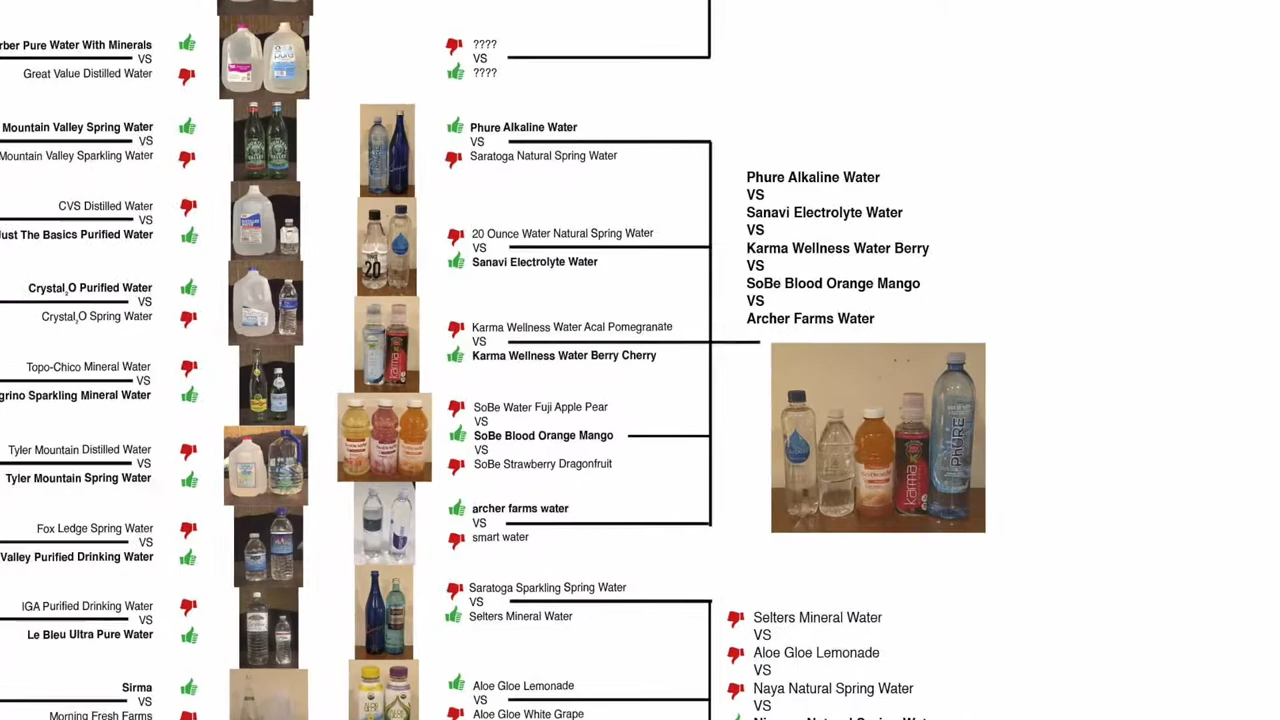 rber Pure Water With Minerals
VS
Great Value Distilled Water
Mountain Valley Spring Water
VS
Mountain Valley Sparkling Water
CVS Distilled Water
VS
Just The Basics Purified Water
Crystal2O Purified Water
VS
Crystal2O Spring Water
Topo-Chico Mineral Water
VS
grino Sparkling Mineral Water
Tyler Mountain Distilled Water
VS
Tyler Mountain Spring Water
Fox Ledge Spring Water
VS
Valley Purified Drinking Water
IGA Purified Drinking Water
VS
Le Bleu Ultra Pure Water
Sirma
VS
Morning Fresh Farms
????
VS
????
Phure Alkaline Water
VS
Saratoga Natural Spring Water
20 Ounce Water Natural Spring Water
VS
Sanavi Electrolyte Water
Karma Wellness Water Acal Pomegranate
VS
Karma Wellness Water Berry Cherry
SoBe Water Fuji Apple Pear
VS
SoBe Blood Orange Mango
VS
SoBe Strawberry Dragonfruit
archer farms water
VS
smart water
Saratoga Sparkling Spring Water
VS
Selters Mineral Water
Aloe Gloe Lemonade
VS
Aloe Gloe White Grape
Phure Alkaline Water
VS
Sanavi Electrolyte Water
VS
Karma Wellness Water Berry
VS
SoBe Blood Orange Mango
VS
Archer Farms Water
karma
PHURE
20
Selters Mineral Water
VS
Aloe Gloe Lemonade
VS
Naya Natural Spring Water
VS